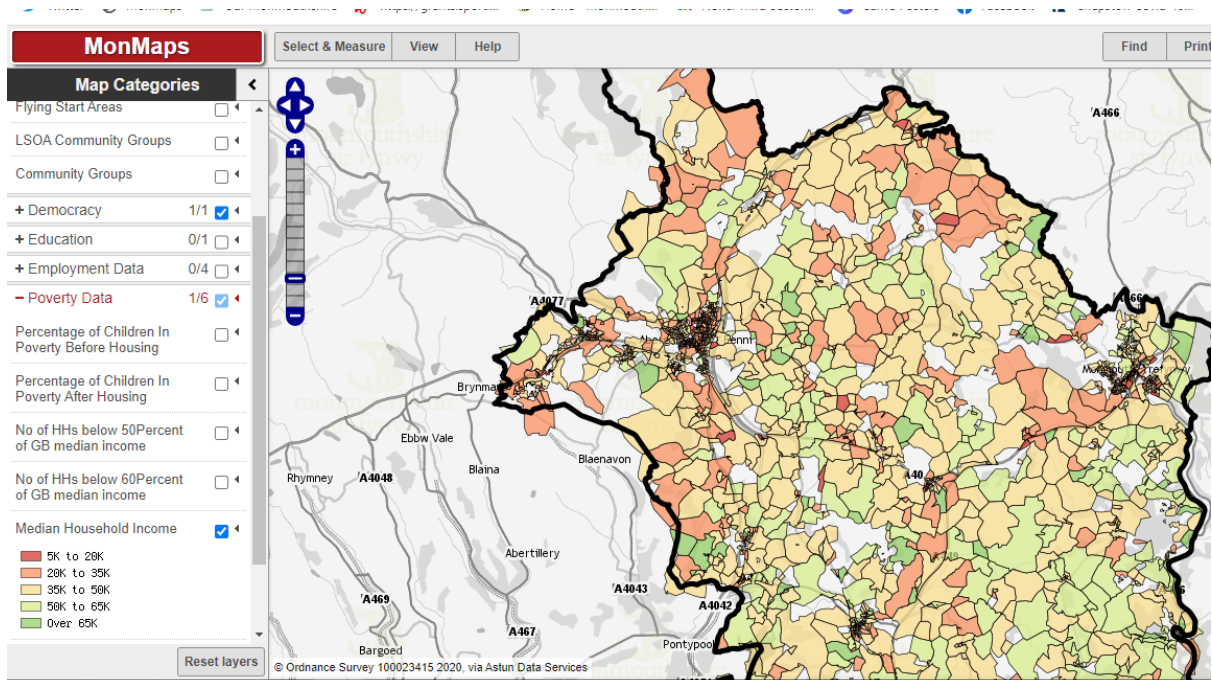 MonMaps
Select & Measure
View
Help
Find
Print
Map Categories
Flying Start Areas
LSOA Community Groups
Community Groups
+ Democracy 1/1
+ Education 0/1
+ Employment Data 0/4
− Poverty Data 1/6
Percentage of Children In
Poverty Before Housing
Percentage of Children In
Poverty After Housing
No of HHs below 50Percent
of GB median income
No of HHs below 60Percent
of GB median income
Median Household Income
5K to 20K
20K to 35K
35K to 50K
50K to 65K
Over 65K
Reset layers
A466
A4077
Ebbw Vale
Rhymney
A4048
Blaina
Blaenavon
A40
Abertillery
A469
A4043
A4042
A467
Pontypool
Bargoed
© Ordnance Survey 100023415 2020, via Astun Data Services